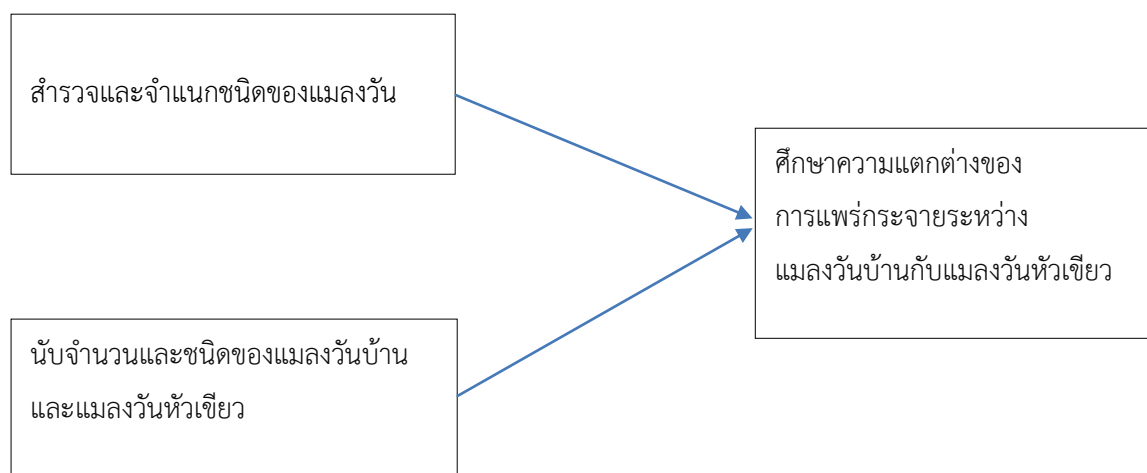 สำรวจและจำแนกชนิดของแมลงวัน
ศึกษาความแตกต่างของ
การแพร่กระจายระหว่าง
แมลงวันบ้านกับแมลงวันหัวเขียว
นับจำนวนและชนิดของแมลงวันบ้าน
และแมลงวันหัวเขียว